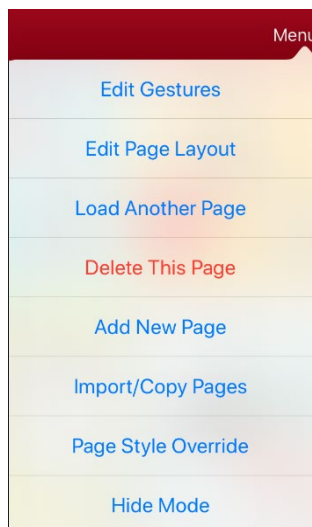 Menu
Edit Gestures
Edit Page Layout
Load Another Page
Delete This Page
Add New Page
Import/Copy Pages
Page Style Override
Hide Mode